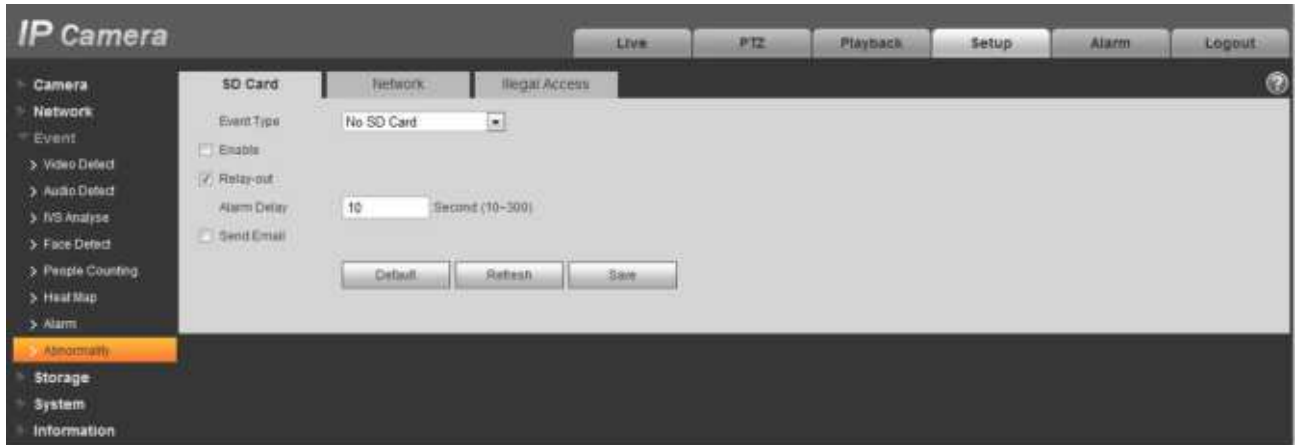 IP Camera
Live PTZ Playback Setup Alarm Logout
Camera
Network
Event
Video Detect
Audio Detect
IVS Analyse
Face Detect
People Counting
Heat Map
Alarm
Abnormality
Storage
System
Information
SD Card Network Illegal Access
Event Type No SD Card
Enable
Relay-out
Alarm Delay 10 Second (10~300)
Send Email
Default Refresh Save